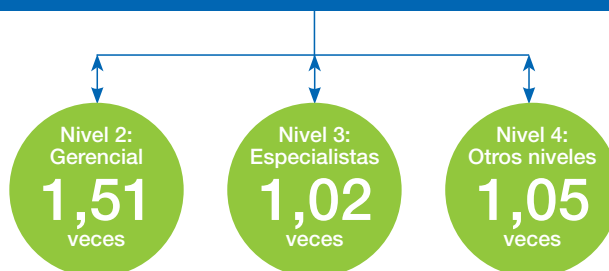 Nivel 2:
Gerencial
1,51
veces
Nivel 3:
Especialistas
1,02
veces
Nivel 4:
Otros niveles
1,05
veces